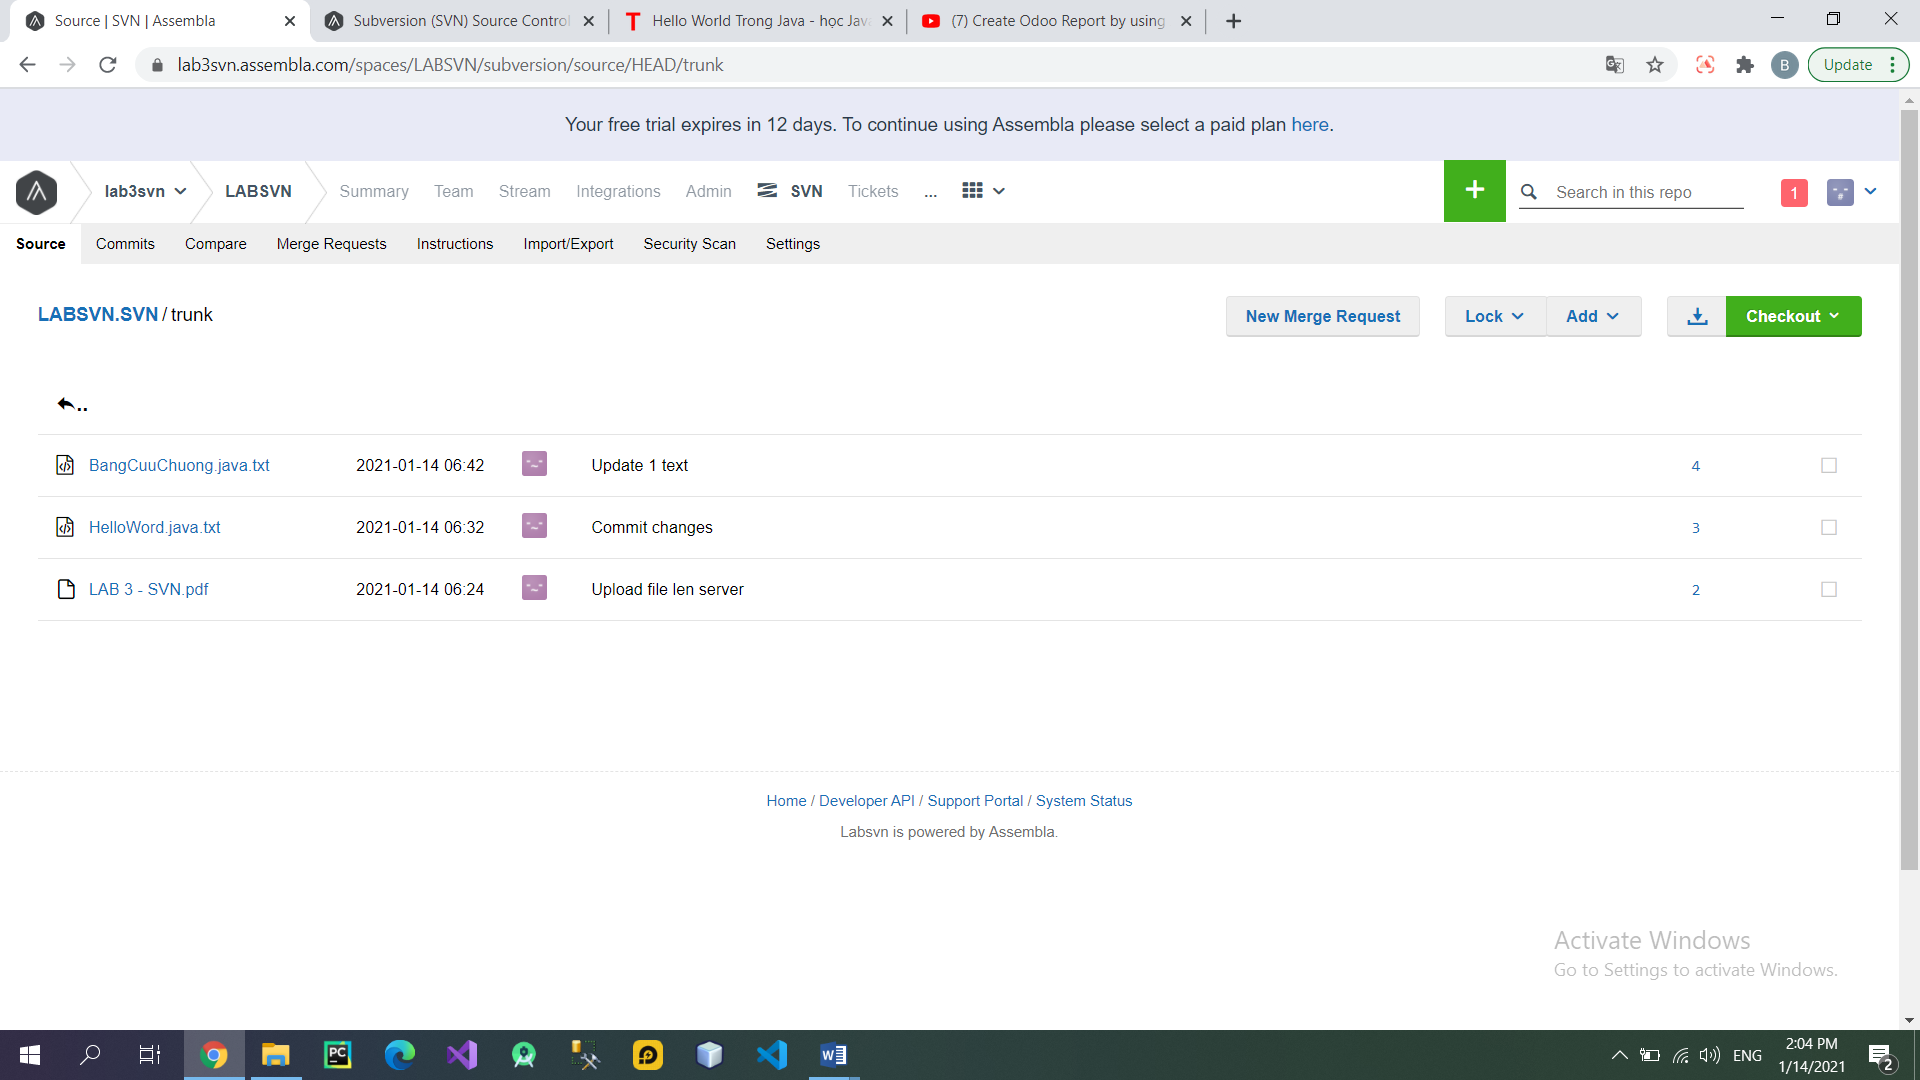 Source | SVN | Assembla
Subversion (SVN) Source Control
Hello World Trong Java - học Java
(7) Create Odoo Report by using
lab3svn.assembla.com/spaces/LABSVN/subversion/source/HEAD/trunk
B
Update
Your free trial expires in 12 days. To continue using Assembla please select a paid plan here.
lab3svn
LABSVN
Summary
Team
Stream
Integrations
Admin
SVN
Tickets
...
Search in this repo
1
Source
Commits
Compare
Merge Requests
Instructions
Import/Export
Security Scan
Settings
LABSVN.SVN / trunk
New Merge Request
Lock
Add
Checkout
..
BangCuuChuong.java.txt 2021-01-14 06:42 Update 1 text 4
HelloWord.java.txt 2021-01-14 06:32 Commit changes 3
LAB 3 - SVN.pdf 2021-01-14 06:24 Upload file len server 2
Home / Developer API / Support Portal / System Status
Labsvn is powered by Assembla.
Activate Windows
Go to Settings to activate Windows.
PC
ENG
2:04 PM
1/14/2021
2